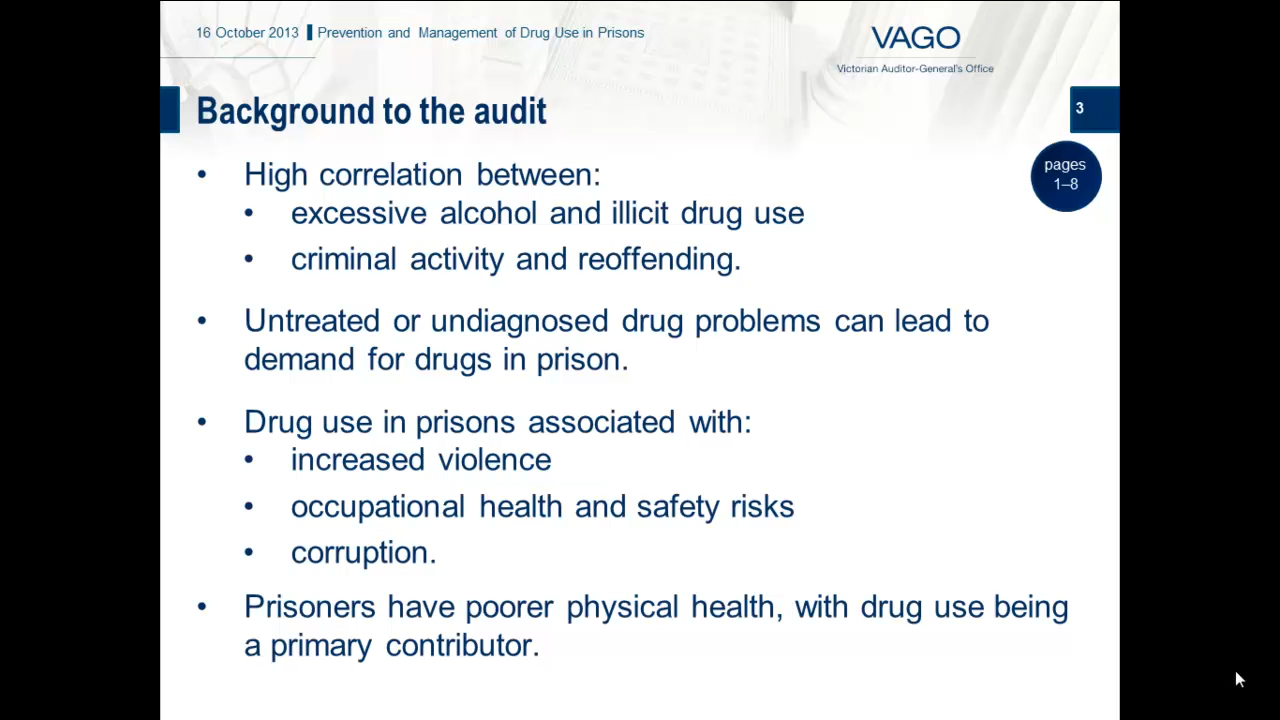 16 October 2013 ▌Prevention and Management of Drug Use in Prisons
VAGO
Victorian Auditor-General's Office
Background to the audit
3
pages
1–8
• High correlation between:
• excessive alcohol and illicit drug use
• criminal activity and reoffending.
• Untreated or undiagnosed drug problems can lead to
demand for drugs in prison.
• Drug use in prisons associated with:
• increased violence
• occupational health and safety risks
• corruption.
• Prisoners have poorer physical health, with drug use being
a primary contributor.